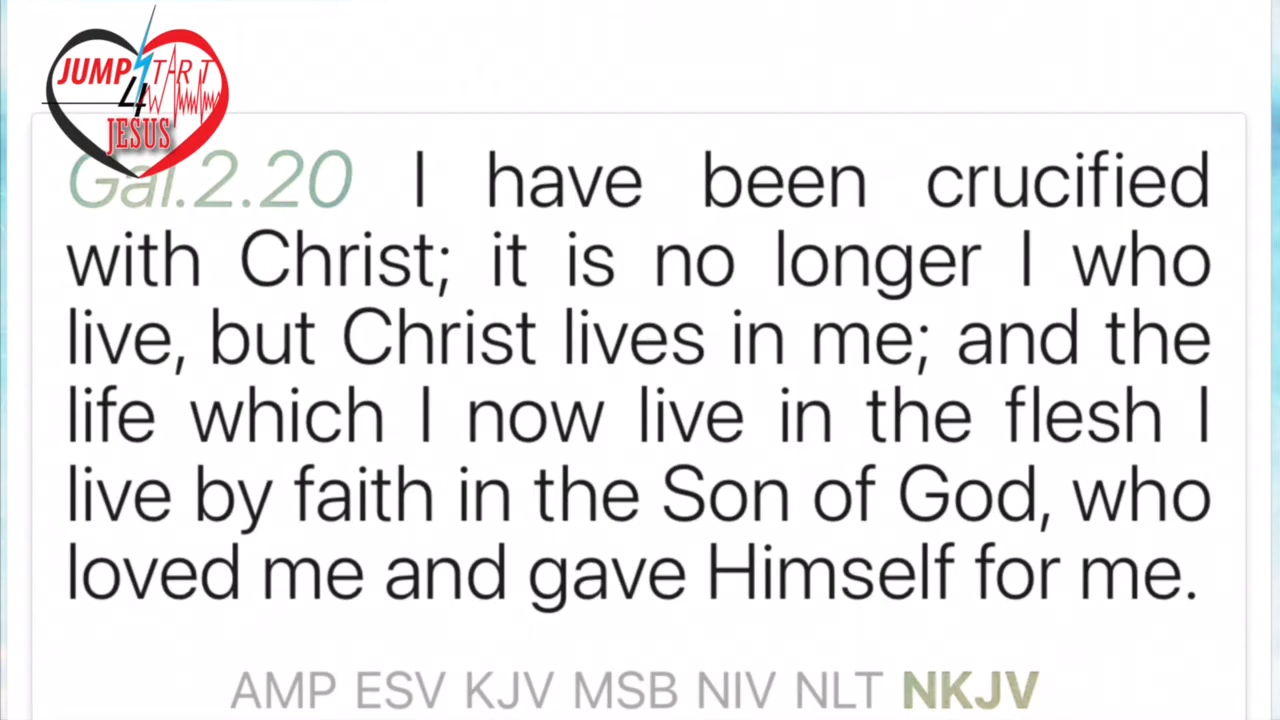 JUMP START
4
JESUS
Gal.2.20 I have been crucified
with Christ; it is no longer I who
live, but Christ lives in me; and the
life which I now live in the flesh I
live by faith in the Son of God, who
loved me and gave Himself for me.
AMP ESV KJV MSB NIV NLT NKJV